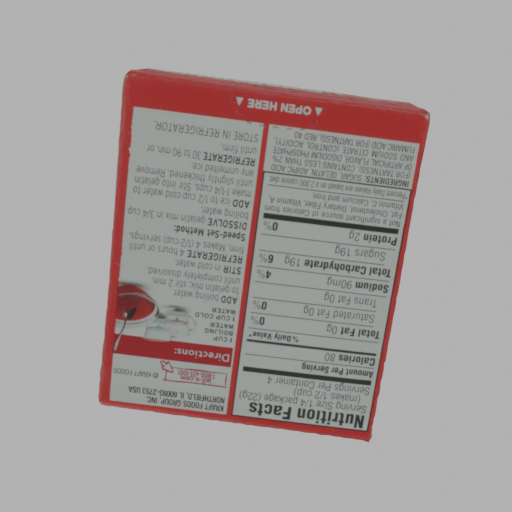 Nutrition Facts
Serving Size 1/4 package (22g)
(makes 1/2 cup)
Servings Per Container 4
Amount Per Serving
Calories 80
% Daily Value*
Total Fat 0g 0%
Saturated Fat 0g 0%
Trans Fat 0g
Sodium 90mg 4%
Total Carbohydrate 19g 6%
Sugars 19g
Protein 2g 0%
Not a significant source of Calories from
Fat, Cholesterol, Dietary Fiber, Vitamin A,
Vitamin C, Calcium and Iron
*Percent Daily Values are based on a 2,000 calorie diet.
INGREDIENTS: SUGAR, GELATIN, ADIPIC ACID
(FOR TARTNESS), CONTAINS LESS THAN 2%
OF ARTIFICIAL FLAVOR, DISODIUM PHOSPHATE
AND SODIUM CITRATE (CONTROL ACIDITY),
FUMARIC ACID (FOR TARTNESS), RED 40.
KRAFT FOODS GROUP, INC.
NORTHFIELD, IL 60093-2753 USA
© KRAFT FOODS
Directions:
1 CUP
BOILING
WATER
1 CUP COLD
WATER
ADD boiling water
to gelatin mix; stir 2 min.
until completely dissolved.
STIR in cold water.
REFRIGERATE 4 hours or until
firm. Makes 4 (1/2-cup) servings.
Speed-Set Method:
DISSOLVE gelatin mix in 3/4 cup
boiling water.
ADD ice to 1/2 cup cold water to
make 1-1/4 cups. Stir into gelatin
until slightly thickened. Remove
any unmelted ice.
REFRIGERATE 30 to 90 min. or
until firm.
STORE IN REFRIGERATOR.
▲ OPEN HERE ▲